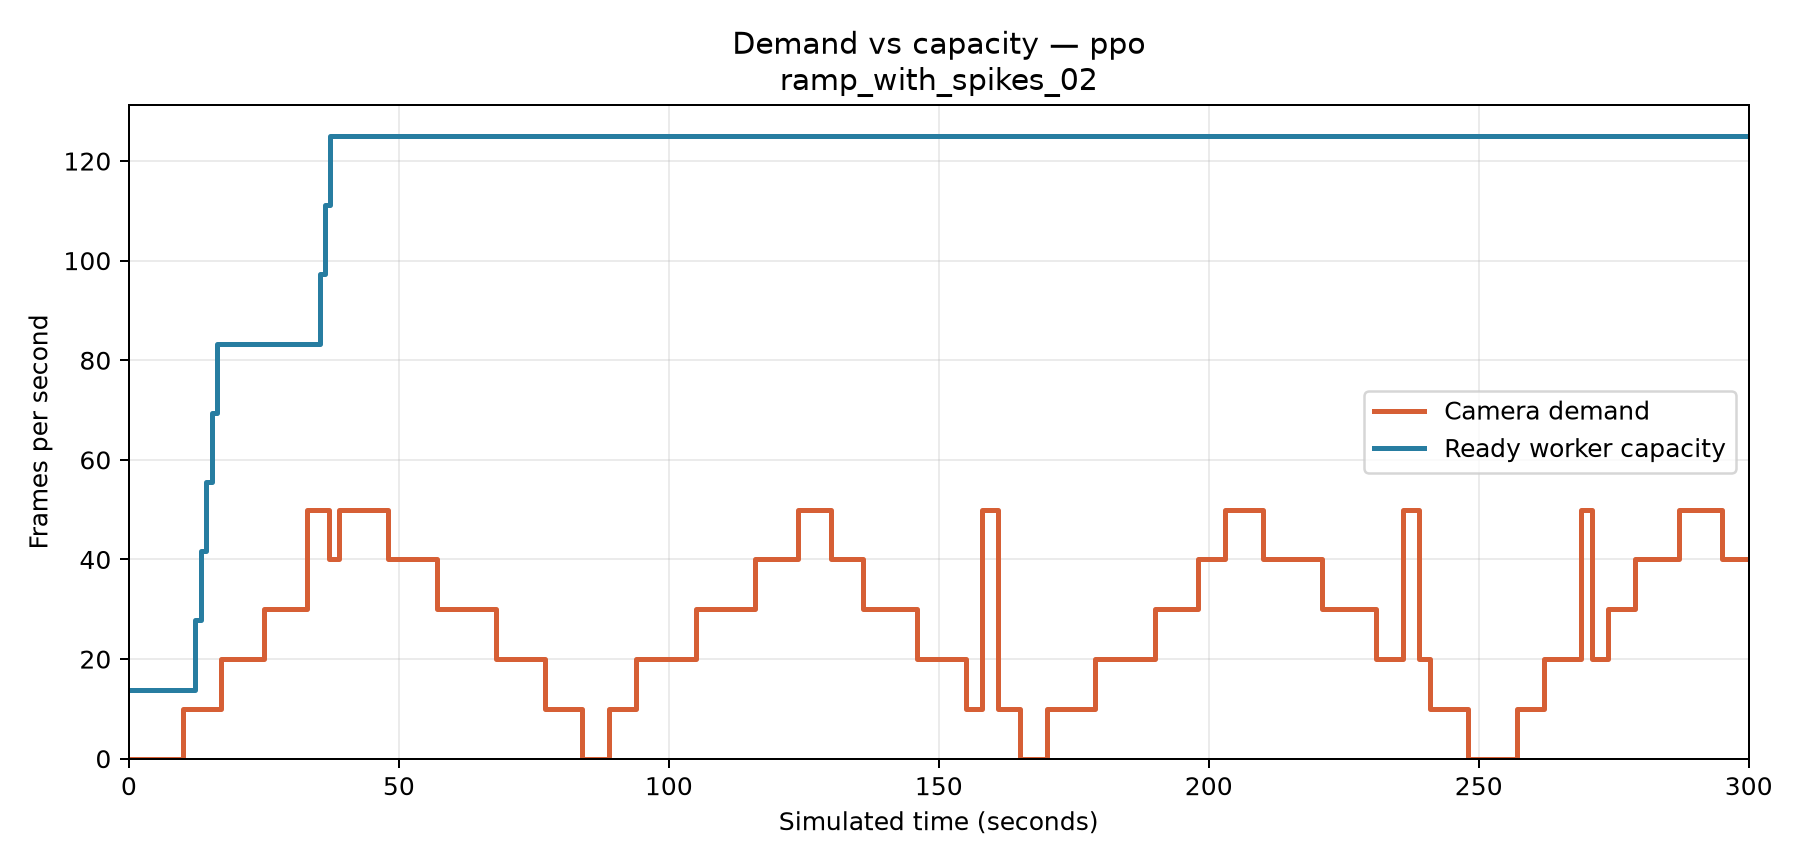 Demand vs capacity — ppo
ramp_with_spikes_02
Frames per second
120
100
80
60
40
20
0
Camera demand
Ready worker capacity
0 50 100 150 200 250 300
Simulated time (seconds)